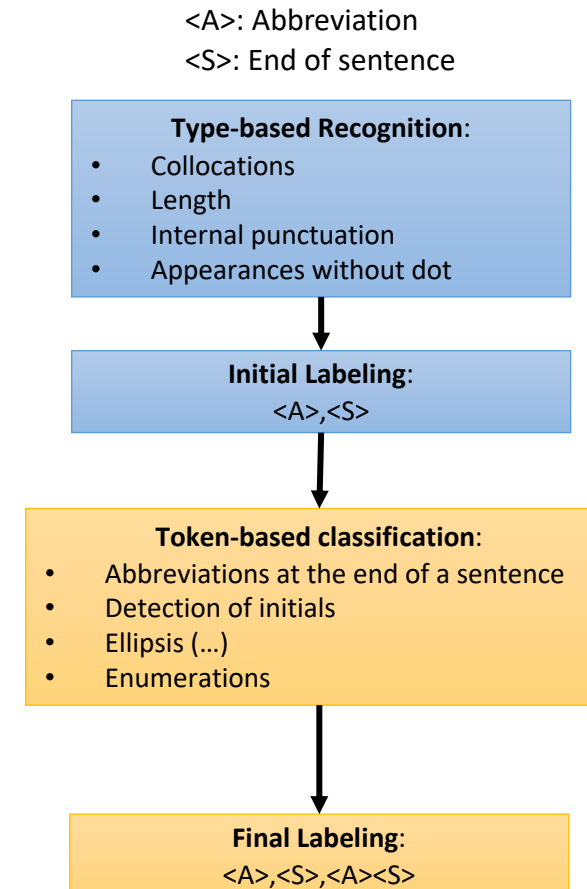 <A>: Abbreviation
<S>: End of sentence
Type-based Recognition:
• Collocations
• Length
• Internal punctuation
• Appearances without dot
Initial Labeling:
<A>,<S>
Token-based classification:
• Abbreviations at the end of a sentence
• Detection of initials
• Ellipsis (…)
• Enumerations
Final Labeling:
<A>,<S>,<A><S>